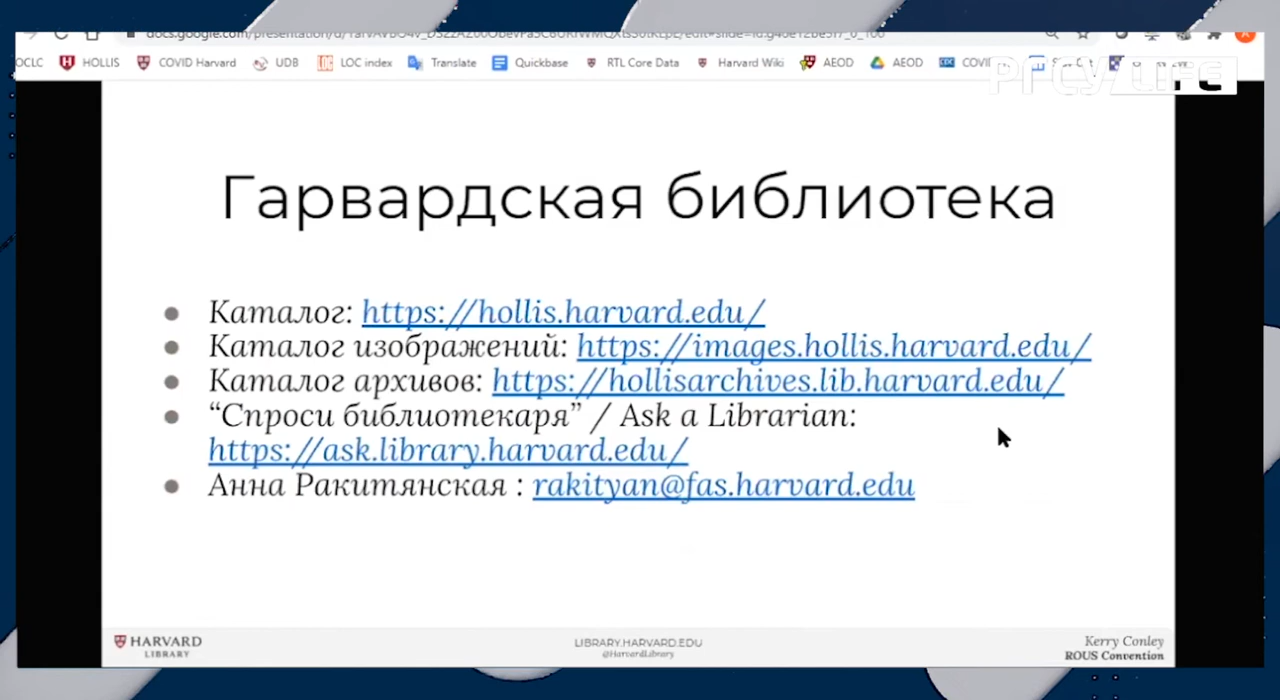 OCLC HOLLIS COVID Harvard UDB LOC index Translate Quickbase RTL Core Data Harvard Wiki AEOD AEOD
РГСУ/LIFE
Гарвардская библиотека
Каталог: https://hollis.harvard.edu/
Каталог изображений: https://images.hollis.harvard.edu/
Каталог архивов: https://hollisarchives.lib.harvard.edu/
“Спроси библиотекаря” / Ask a Librarian:
https://ask.library.harvard.edu/
Анна Ракитянская : rakityan@fas.harvard.edu
HARVARD
LIBRARY
LIBRARY.HARVARD.EDU
@HarvardLibrary
Kerry Conley
ROUS Convention